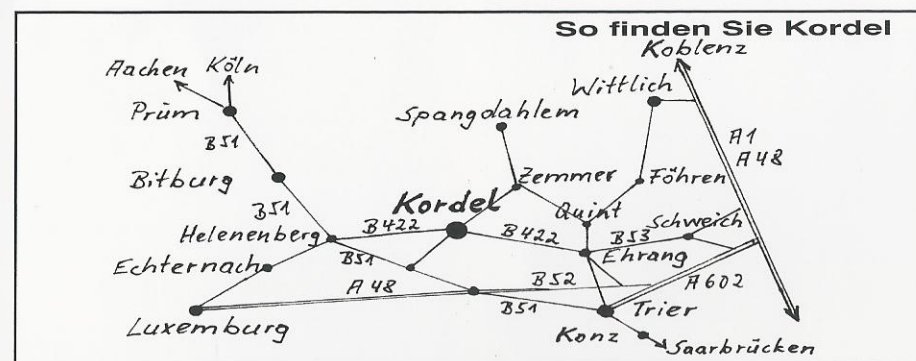 So finden Sie Kordel
Koblenz
Aachen Köln
Wittlich
Prüm
Spangdahlem
B51
A1
A48
Bitburg
Zemmer
Föhren
Kordel
Quint
B51
Schweich
Helenenberg
B422
B422
B53
Ehrang
Echternach
B51
A48
B52
A602
Luxemburg
B51
Trier
Konz
Saarbrücken